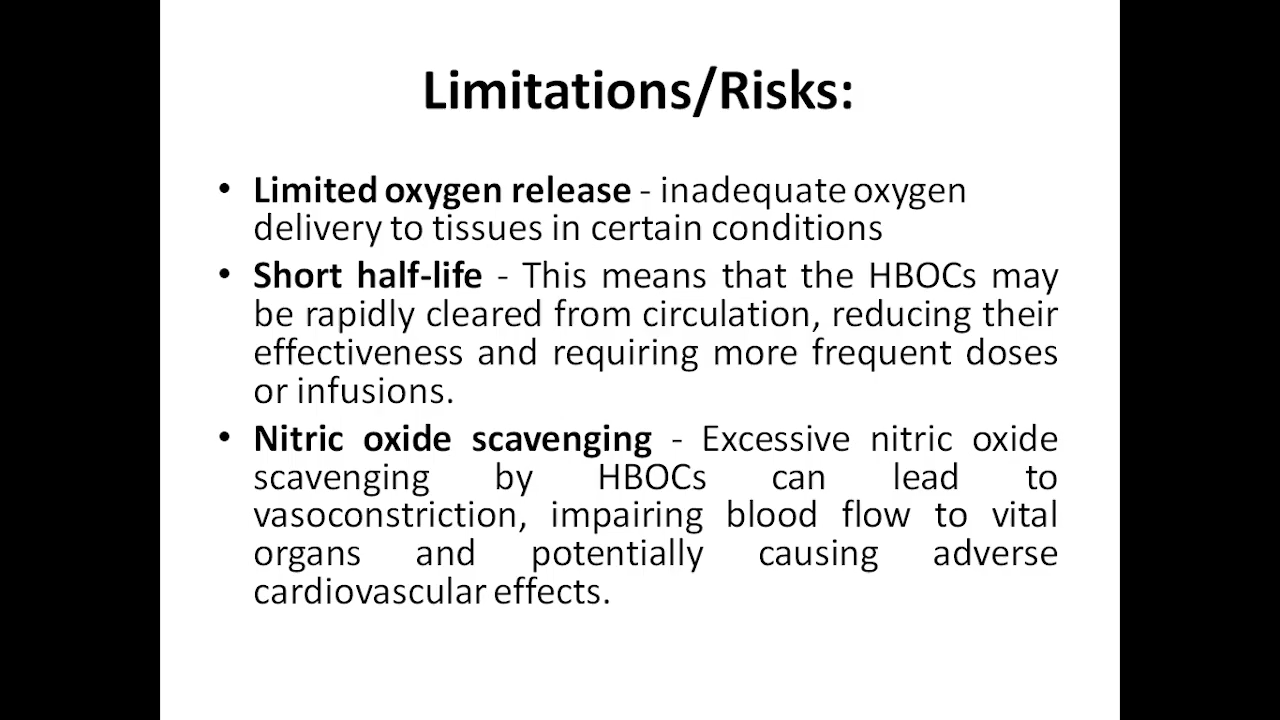 Limitations/Risks:
• Limited oxygen release - inadequate oxygen
delivery to tissues in certain conditions
• Short half-life - This means that the HBOCs may
be rapidly cleared from circulation, reducing their
effectiveness and requiring more frequent doses
or infusions.
• Nitric oxide scavenging - Excessive nitric oxide
scavenging by HBOCs can lead to
vasoconstriction, impairing blood flow to vital
organs and potentially causing adverse
cardiovascular effects.